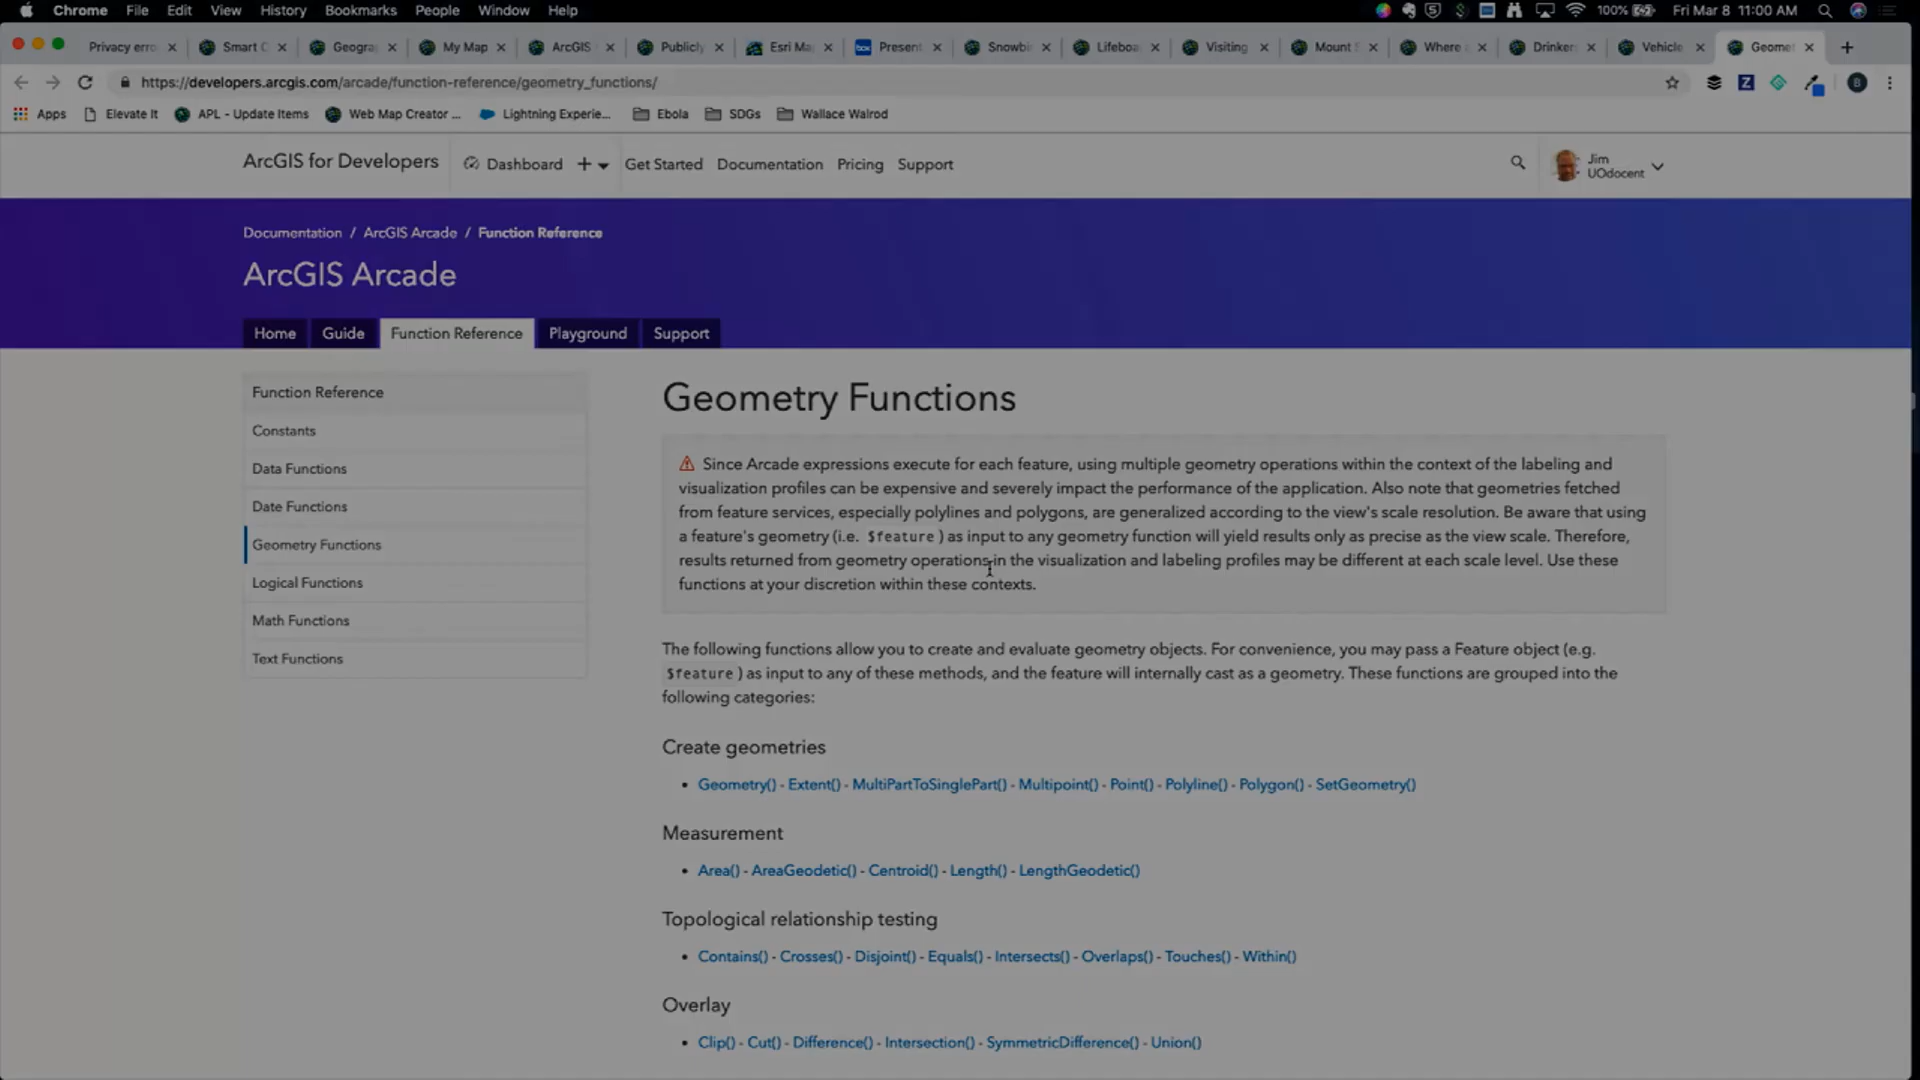 Chrome File Edit View History Bookmarks People Window Help 100% Fri Mar 8 11:00 AM
Privacy erro Smart C Geogra My Map ArcGIS Publicly Esri Ma Present Snowbir Lifeboa Visiting Mount Where Drinker Vehicle Geomet
https://developers.arcgis.com/arcade/function-reference/geometry_functions/
Apps Elevate It APL - Update Items Web Map Creator ... Lightning Experie... Ebola SDGs Wallace Walrod
ArcGIS for Developers Dashboard Get Started Documentation Pricing Support Jim
UOdocent
Documentation / ArcGIS Arcade / Function Reference
ArcGIS Arcade
Home Guide Function Reference Playground Support
Function Reference
Constants
Data Functions
Date Functions
Geometry Functions
Logical Functions
Math Functions
Text Functions
Geometry Functions
Since Arcade expressions execute for each feature, using multiple geometry operations within the context of the labeling and
visualization profiles can be expensive and severely impact the performance of the application. Also note that geometries fetched
from feature services, especially polylines and polygons, are generalized according to the view's scale resolution. Be aware that using
a feature's geometry (i.e. $feature ) as input to any geometry function will yield results only as precise as the view scale. Therefore,
results returned from geometry operations in the visualization and labeling profiles may be different at each scale level. Use these
functions at your discretion within these contexts.
The following functions allow you to create and evaluate geometry objects. For convenience, you may pass a Feature object (e.g.
$feature ) as input to any of these methods, and the feature will internally cast as a geometry. These functions are grouped into the
following categories:
Create geometries
• Geometry() - Extent() - MultiPartToSinglePart() - Multipoint() - Point() - Polyline() - Polygon() - SetGeometry()
Measurement
• Area() - AreaGeodetic() - Centroid() - Length() - LengthGeodetic()
Topological relationship testing
• Contains() - Crosses() - Disjoint() - Equals() - Intersects() - Overlaps() - Touches() - Within()
Overlay
• Clip() - Cut() - Difference() - Intersection() - SymmetricDifference() - Union()